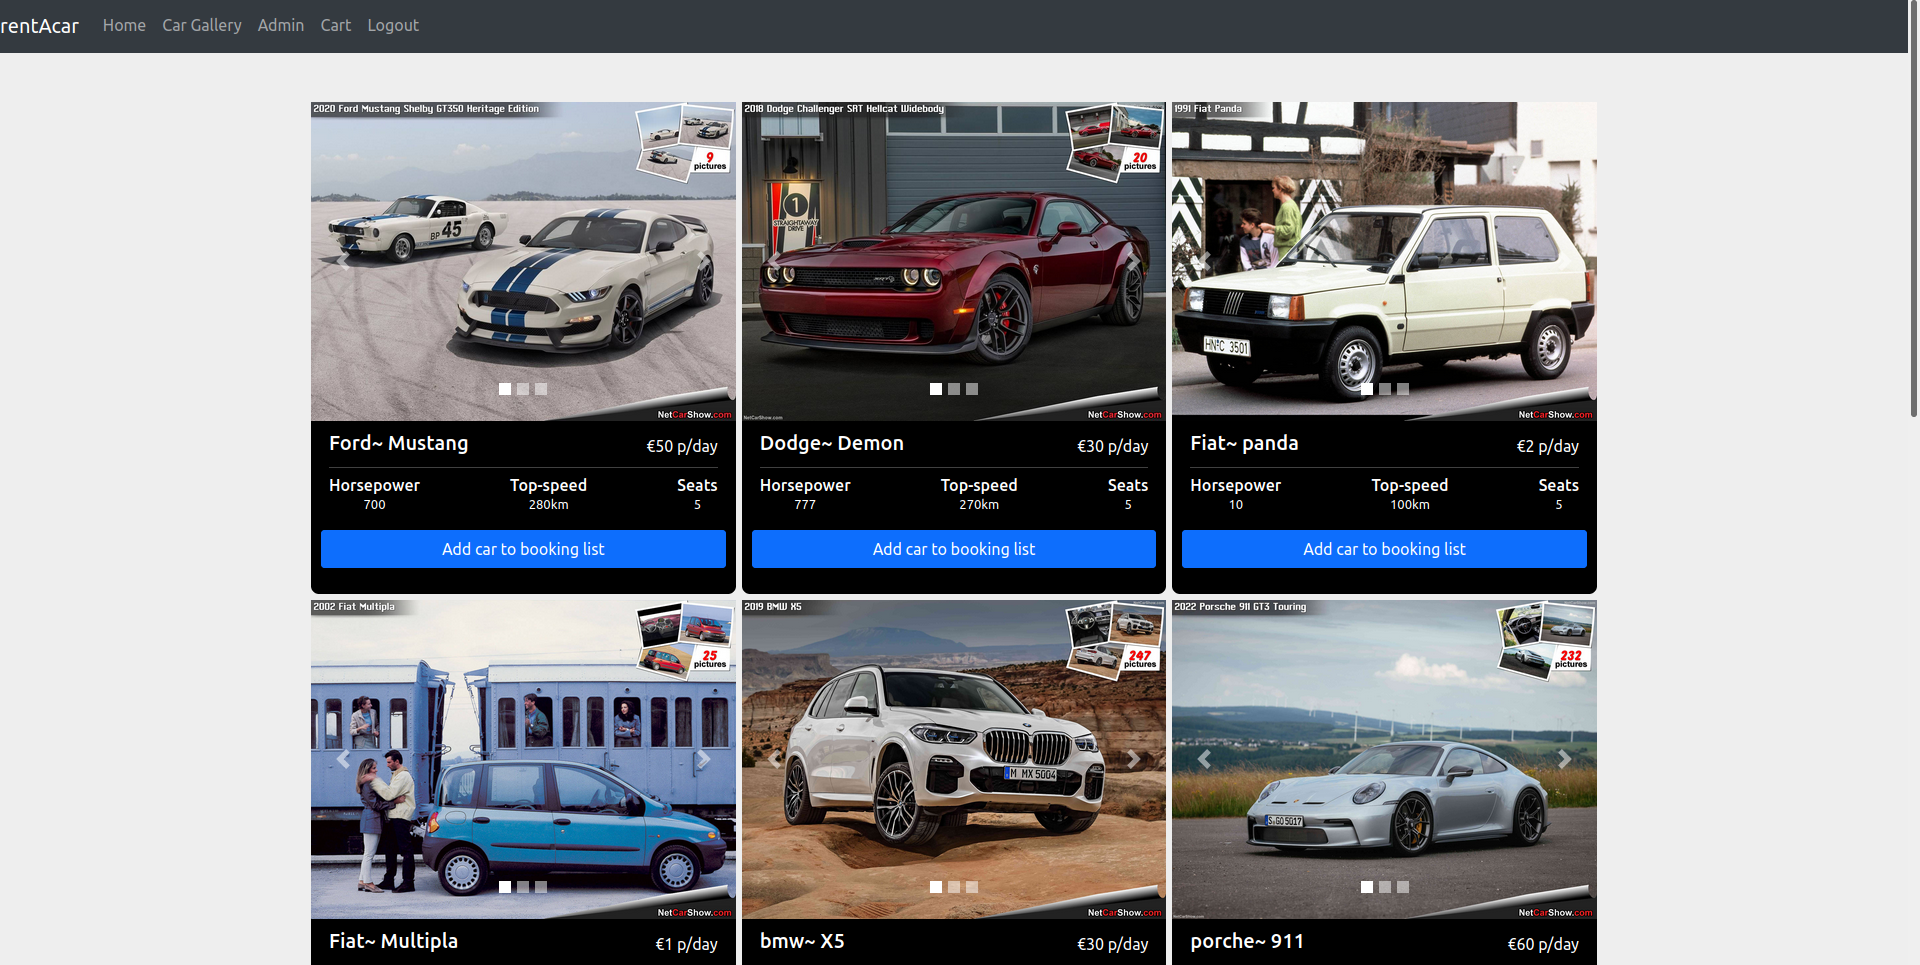 rentAcar Home Car Gallery Admin Cart Logout
2020 Ford Mustang Shelby GT350 Heritage Edition
9
pictures
BP 45
NetCarShow.com
Ford~ Mustang €50 p/day
Horsepower Top-speed Seats
700 280km 5
Add car to booking list
2018 Dodge Challenger SRT Hellcat Widebody
20
pictures
1
STRAIGHTAWAY
DRIVE
NetCarShow.com
NetCarShow.com
Dodge~ Demon €30 p/day
Horsepower Top-speed Seats
777 270km 5
Add car to booking list
1991 Fiat Panda
HN·C 3501
NetCarShow.com
Fiat~ panda €2 p/day
Horsepower Top-speed Seats
10 100km 5
Add car to booking list
2002 Fiat Multipla
25
pictures
NetCarShow.com
Fiat~ Multipla €1 p/day
2019 BMW X5
247
pictures
M MX 5004
NetCarShow.com
bmw~ X5 €30 p/day
2022 Porsche 911 GT3 Touring
232
pictures
S·GO 5017
NetCarShow.com
porche~ 911 €60 p/day